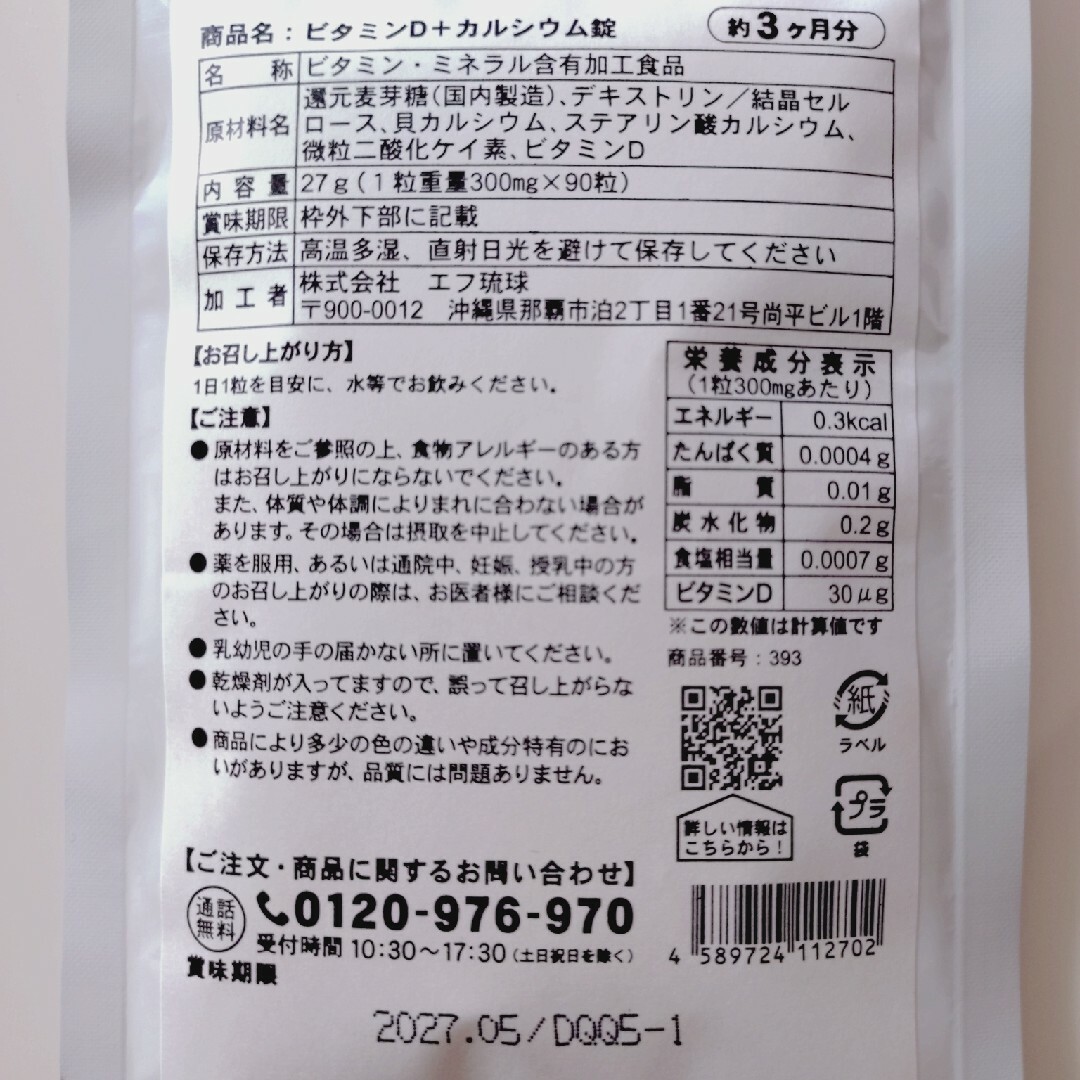 商品名：ビタミンD＋カルシウム錠
約3ヶ月分
名称 ビタミン・ミネラル含有加工食品
原材料名 還元麦芽糖（国内製造）、デキストリン／結晶セル
ロース、貝カルシウム、ステアリン酸カルシウム、
微粒二酸化ケイ素、ビタミンD
内容量 27g（1粒重量300mg×90粒）
賞味期限 枠外下部に記載
保存方法 高温多湿、直射日光を避けて保存してください
加工者 株式会社　エフ琉球
〒900-0012　沖縄県那覇市泊2丁目1番21号尚平ビル1階
【お召し上がり方】
1日1粒を目安に、水等でお飲みください。
【ご注意】
●原材料をご参照の上、食物アレルギーのある方
はお召し上がりにならないでください。
また、体質や体調によりまれに合わない場合が
あります。その場合は摂取を中止してください。
●薬を服用、あるいは通院中、妊娠、授乳中の方
のお召し上がりの際は、お医者様にご相談くだ
さい。
●乳幼児の手の届かない所に置いてください。
●乾燥剤が入ってますので、誤って召し上がらな
いようご注意ください。
●商品により多少の色の違いや成分特有のにお
いがありますが、品質には問題ありません。
栄養成分表示
（1粒300mgあたり）
エネルギー 0.3kcal
たんぱく質 0.0004g
脂質 0.01g
炭水化物 0.2g
食塩相当量 0.0007g
ビタミンD 30μg
※この数値は計算値です
商品番号：393
紙
ラベル
プラ
袋
詳しい情報は
こちらから！
【ご注文・商品に関するお問い合わせ】
通話
無料
0120-976-970
受付時間 10:30～17:30（土日祝日を除く）
4 589724 112702
賞味期限
2027.05/DQQ5-1